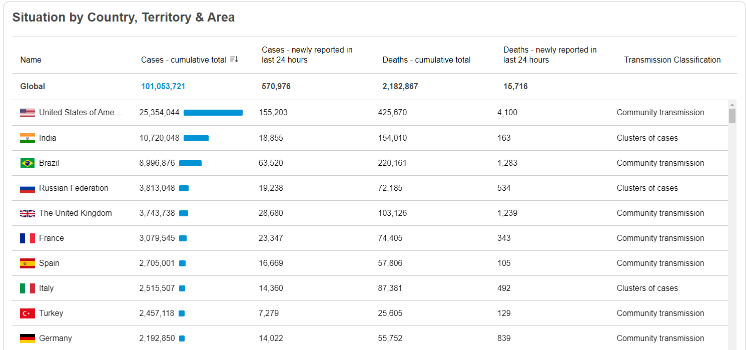 Situation by Country, Territory & Area
Name Cases - cumulative total Cases - newly reported in last 24 hours Deaths - cumulative total Deaths - newly reported in last 24 hours Transmission Classification
Global 101,053,721 570,976 2,182,867 15,716
United States of Ame... 25,354,044 155,203 425,670 4,100 Community transmission
India 10,720,048 18,855 154,010 163 Clusters of cases
Brazil 8,996,876 63,520 220,161 1,283 Community transmission
Russian Federation 3,813,048 19,238 72,185 534 Clusters of cases
The United Kingdom 3,743,738 28,680 103,126 1,239 Community transmission
France 3,079,545 23,347 74,405 343 Community transmission
Spain 2,705,001 16,669 57,806 105 Community transmission
Italy 2,515,507 14,360 87,381 492 Clusters of cases
Turkey 2,457,118 7,279 25,605 129 Community transmission
Germany 2,192,850 14,022 55,752 839 Community transmission